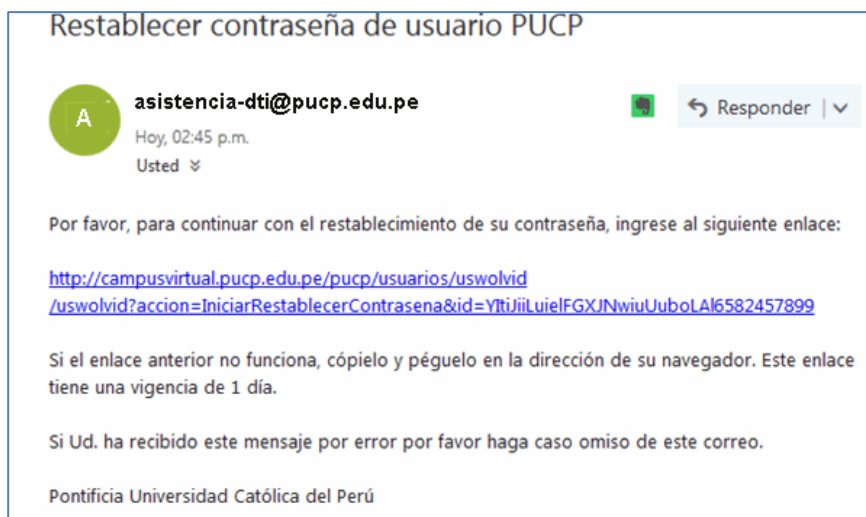 Restablecer contraseña de usuario PUCP
A
asistencia-dti@pucp.edu.pe
Responder
Hoy, 02:45 p.m.
Usted
Por favor, para continuar con el restablecimiento de su contraseña, ingrese al siguiente enlace:
http://campusvirtual.pucp.edu.pe/pucp/usuarios/uswolvid
/uswolvid?accion=IniciarRestablecerContrasena&id=YItiJiiLuielFGXJNwiuUuboLAl6582457899
Si el enlace anterior no funciona, cópielo y péguelo en la dirección de su navegador. Este enlace
tiene una vigencia de 1 día.
Si Ud. ha recibido este mensaje por error por favor haga caso omiso de este correo.
Pontificia Universidad Católica del Perú